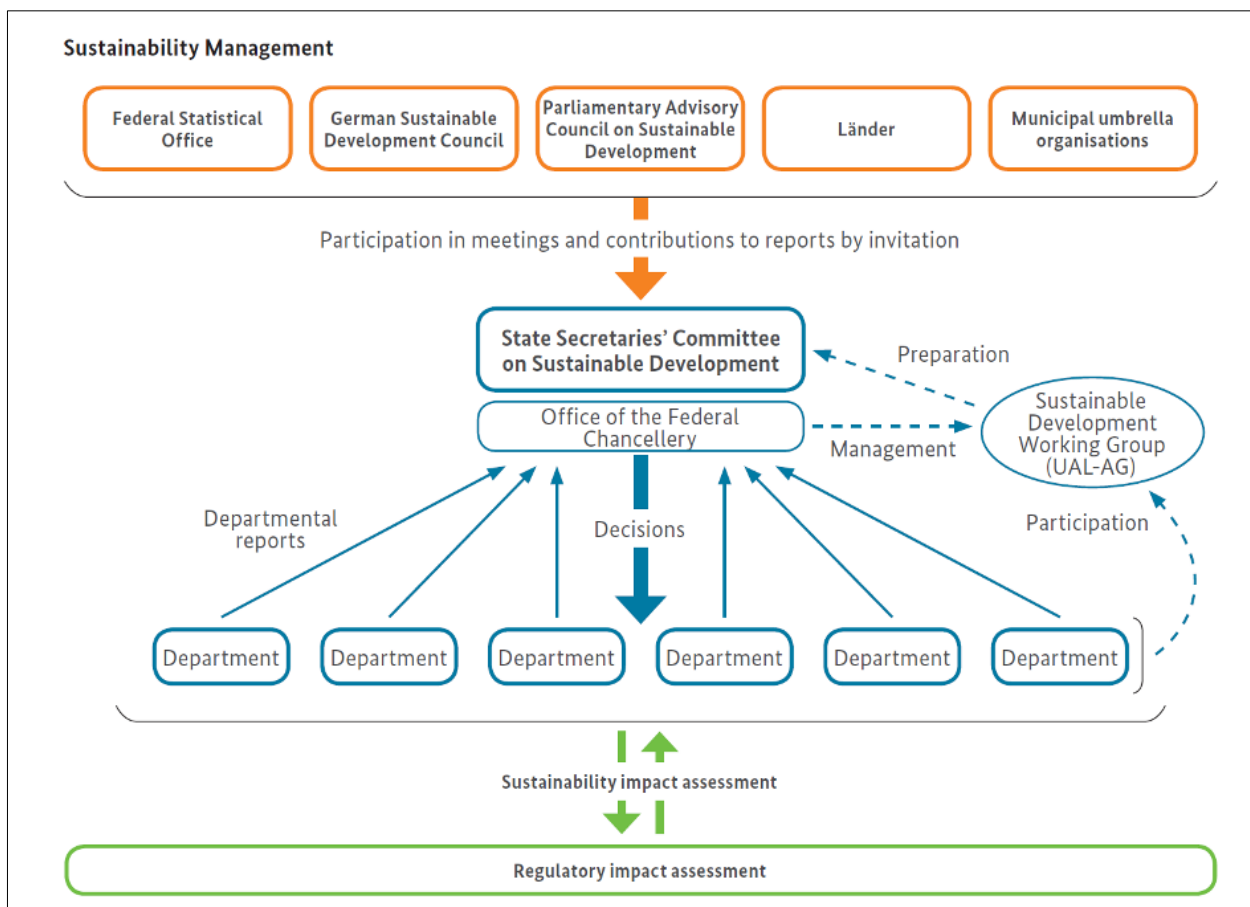 Sustainability Management
Federal Statistical
Office
German Sustainable
Development Council
Parliamentary Advisory
Council on Sustainable
Development
Länder
Municipal umbrella
organisations
Participation in meetings and contributions to reports by invitation
State Secretaries’ Committee
on Sustainable Development
Preparation
Office of the Federal
Chancellery
Management
Sustainable
Development
Working Group
(UAL-AG)
Departmental
reports
Decisions
Participation
Department
Department
Department
Department
Department
Department
Sustainability impact assessment
Regulatory impact assessment